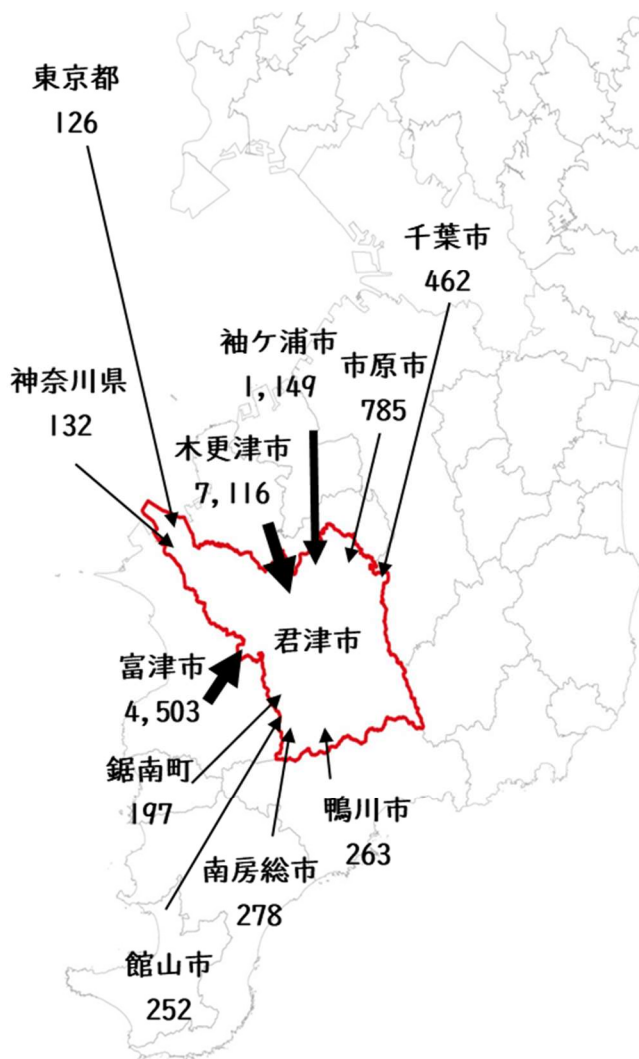 東京都
126
千葉市
462
袖ケ浦市
1,149
市原市
785
神奈川県
132
木更津市
7,116
君津市
富津市
4,503
鋸南町
197
鴨川市
263
南房総市
278
館山市
252